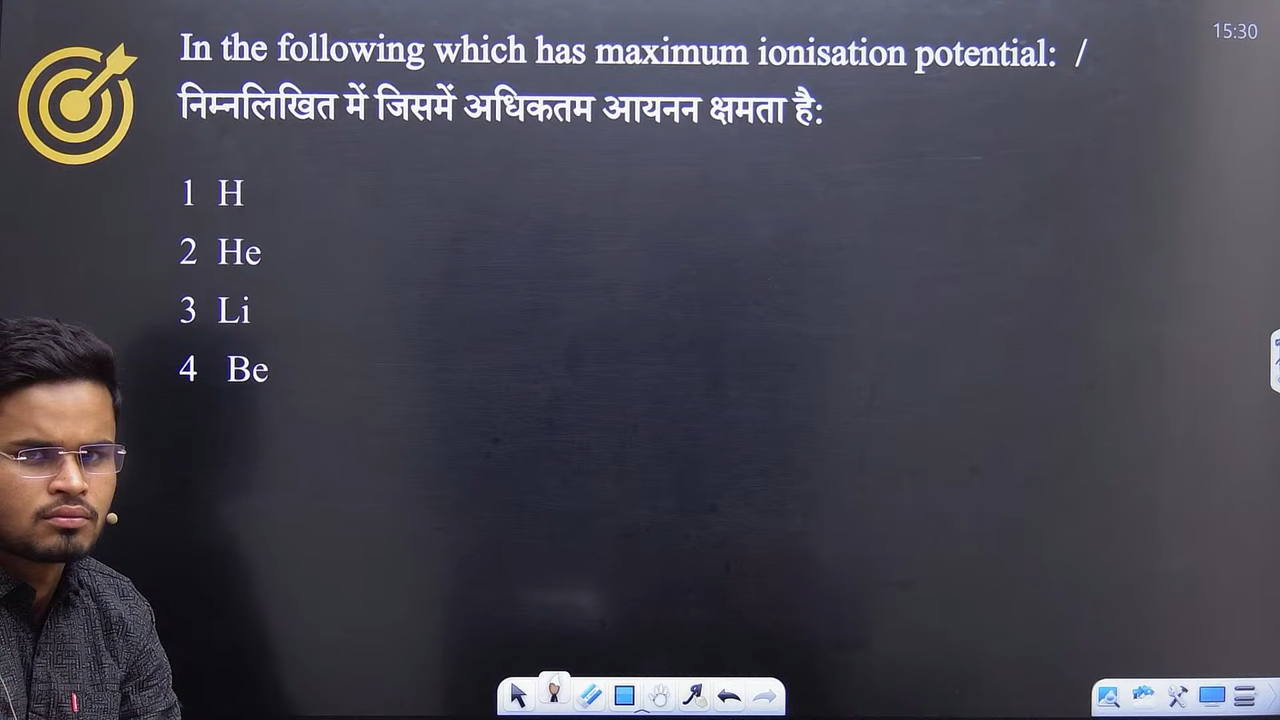 15:30
In the following which has maximum ionisation potential: /
निम्नलिखित में जिसमें अधिकतम आयनन क्षमता है:
1 H
2 He
3 Li
4 Be